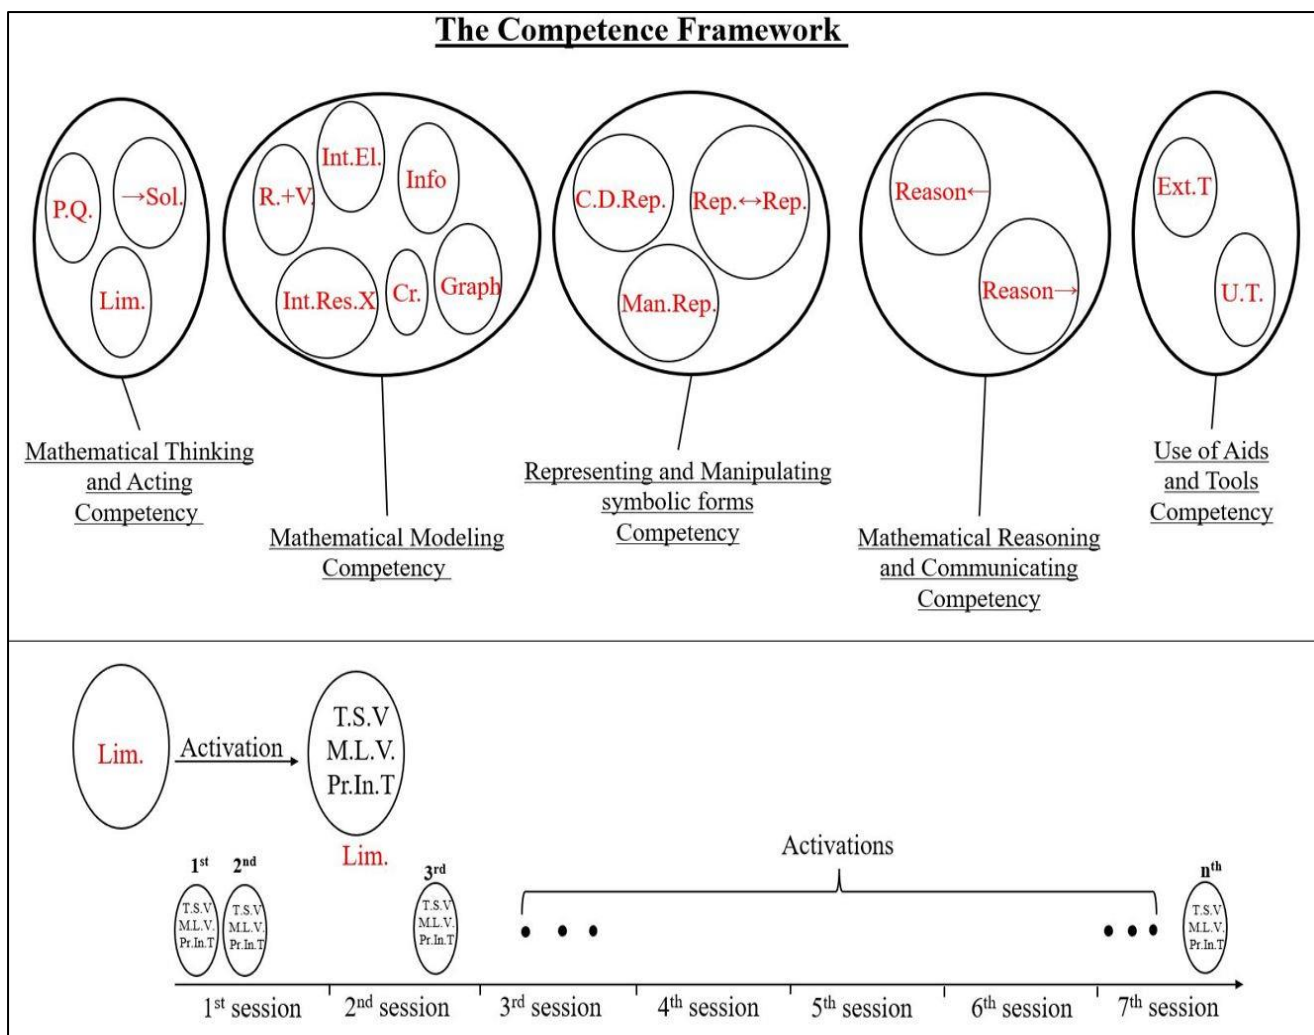 The Competence Framework
P.Q.
→Sol.
Lim.
R.+V.
Int.El.
Info
Int.Res.X
Cr.
Graph
C.D.Rep.
Rep.↔Rep.
Man.Rep.
Reason←
Reason→
Ext.T
U.T.
Mathematical Thinking
and Acting
Competency
Mathematical Modeling
Competency
Representing and Manipulating
symbolic forms
Competency
Mathematical Reasoning
and Communicating
Competency
Use of Aids
and Tools
Competency
Lim.
Activation
T.S.V
M.L.V.
Pr.In.T
Lim.
1st
T.S.V
M.L.V.
Pr.In.T
2nd
T.S.V
M.L.V.
Pr.In.T
3rd
T.S.V
M.L.V.
Pr.In.T
Activations
nth
T.S.V
M.L.V.
Pr.In.T
1st session
2nd session
3rd session
4th session
5th session
6th session
7th session